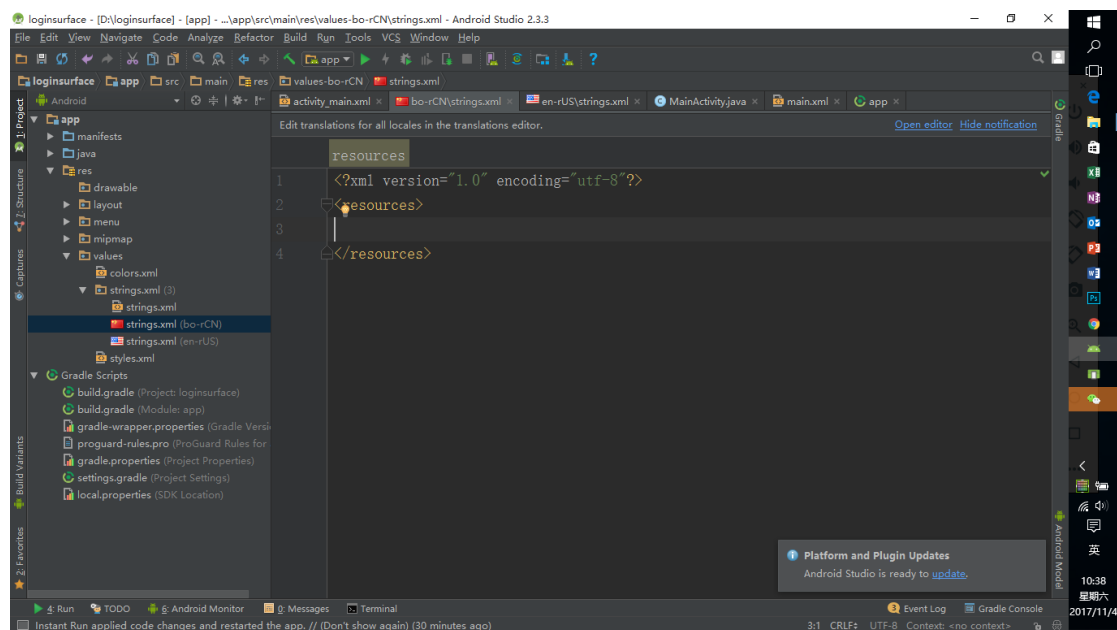 loginsurface - [D:\loginsurface] - [app] - ...\app\src\main\res\values-bo-rCN\strings.xml - Android Studio 2.3.3
File Edit View Navigate Code Analyze Refactor Build Run Tools VCS Window Help
app
loginsurface app src main res values-bo-rCN strings.xml
Android
activity_main.xml bo-rCN\strings.xml en-rUS\strings.xml MainActivity.java main.xml app
1: Project
Z: Structure
Captures
Build Variants
2: Favorites
app
manifests
java
res
drawable
layout
menu
mipmap
values
colors.xml
strings.xml (3)
strings.xml
strings.xml (bo-rCN)
strings.xml (en-rUS)
styles.xml
Gradle Scripts
build.gradle (Project: loginsurface)
build.gradle (Module: app)
gradle-wrapper.properties (Gradle Versi
proguard-rules.pro (ProGuard Rules for
gradle.properties (Project Properties)
settings.gradle (Project Settings)
local.properties (SDK Location)
Edit translations for all locales in the translations editor. Open editor Hide notification
resources
1 <?xml version="1.0" encoding="utf-8"?>
2 <resources>
3
4 </resources>
Gradle
Android Model
Platform and Plugin Updates
Android Studio is ready to update.
4: Run TODO 6: Android Monitor 0: Messages Terminal Event Log Gradle Console
Instant Run applied code changes and restarted the app. // (Don't show again) (30 minutes ago) 3:1 CRLF UTF-8 Context: <no context>
英
10:38
星期六
2017/11/4